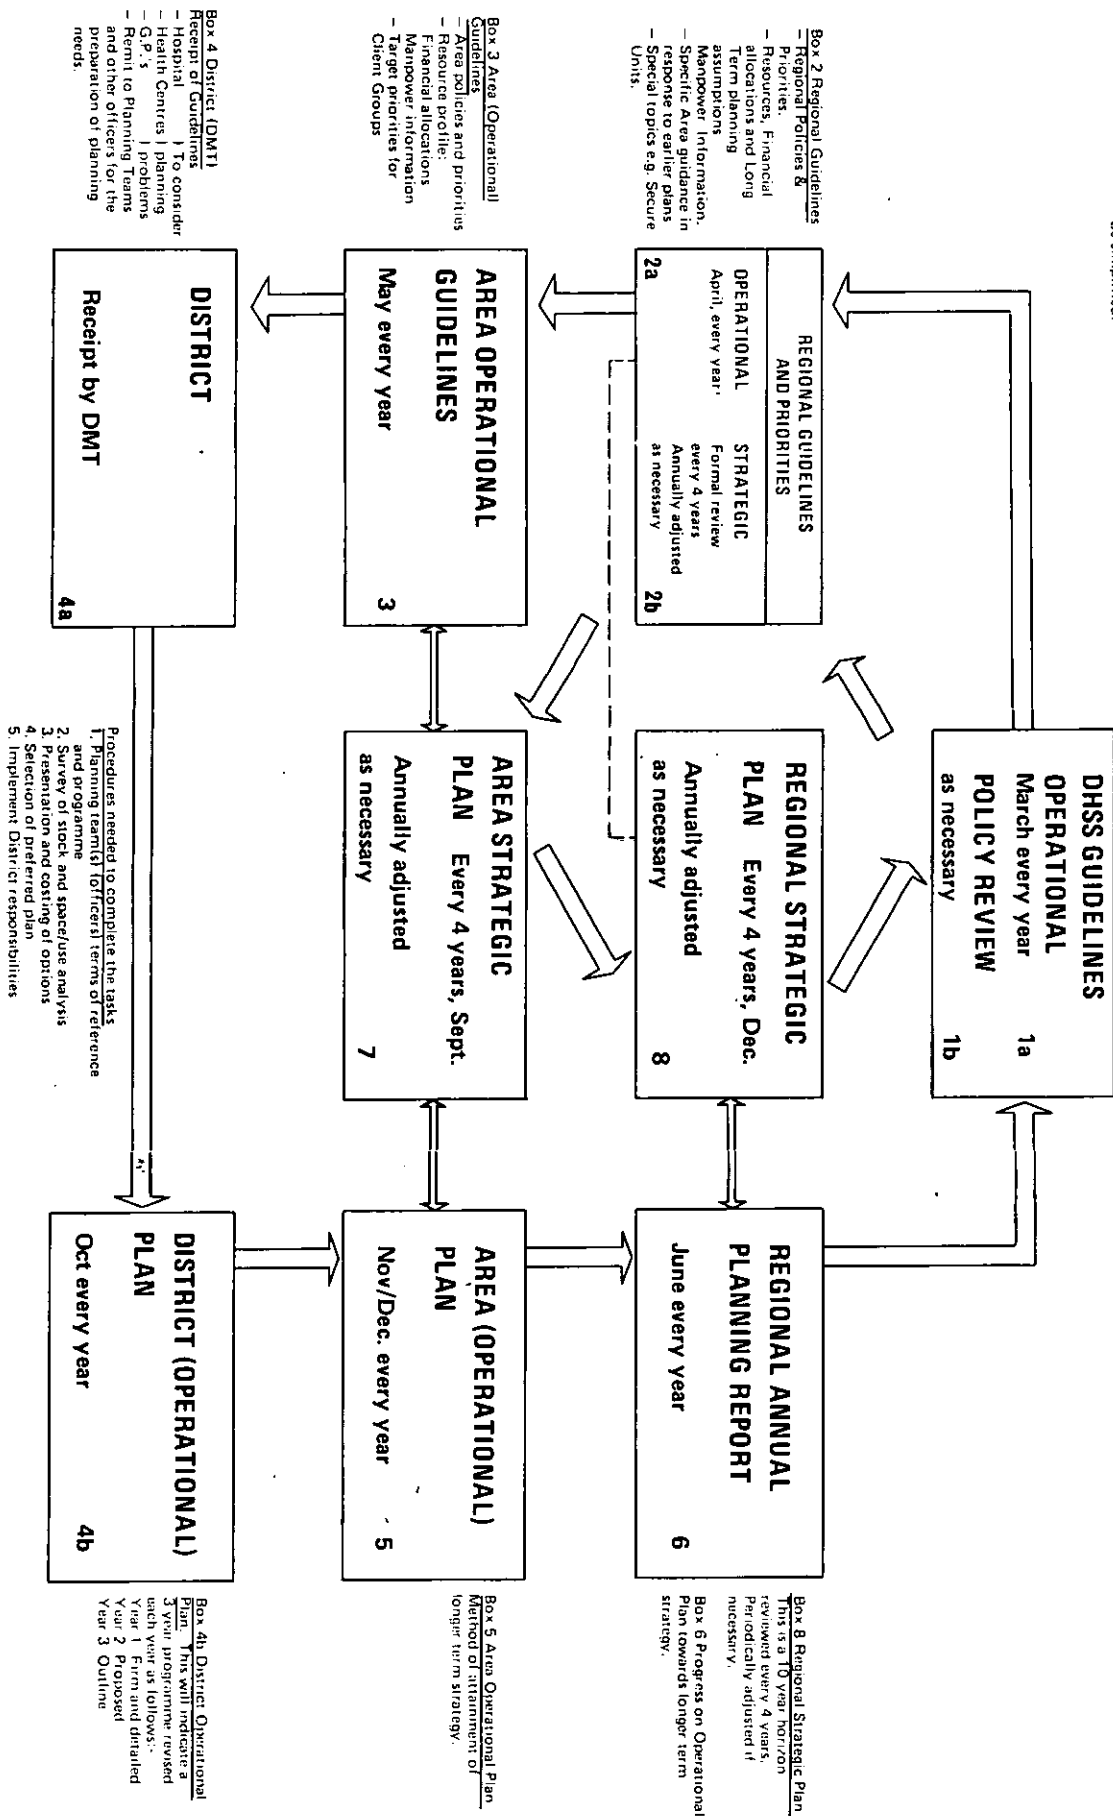 DHSS GUIDELINES
OPERATIONAL
March every year 1a
POLICY REVIEW
as necessary 1b
Box 2 Regional Guidelines
– Regional Policies &
Priorities.
– Resources, Financial
allocations and Long
Term planning
assumptions
Manpower Information.
– Specific Area guidance in
response to earlier plans
– Special topics e.g. Secure
Units.
REGIONAL GUIDELINES
AND PRIORITIES
OPERATIONAL
April, every year'
2a
STRATEGIC
Formal review
every 4 years
Annually adjusted
as necessary
2b
REGIONAL STRATEGIC
PLAN Every 4 years, Dec.
Annually adjusted
as necessary 8
REGIONAL ANNUAL
PLANNING REPORT
June every year 6
Box 8 Regional Strategic Plan
This is a 10 year horizon
reviewed every 4 years.
Periodically adjusted if
necessary.
Box 6 Progress on Operational
Plan towards longer term
strategy.
Box 3 Area (Operational)
Guidelines
– Area policies and priorities
– Resource profile:
Financial allocations
Manpower information
– Target priorities for
Client Groups
AREA OPERATIONAL
GUIDELINES
May every year 3
AREA STRATEGIC
PLAN Every 4 years, Sept.
Annually adjusted
as necessary 7
AREA (OPERATIONAL)
PLAN
Nov/Dec. every year 5
Box 5 Area Operational Plan
Method of attainment of
longer term strategy.
Box 4 District (DMT)
Receipt of Guidelines
– Hospital ) To consider
– Health Centres ) planning
– G.P.'s ) problems
– Remit to Planning Teams
and other officers for the
preparation of planning
needs.
DISTRICT
Receipt by DMT
4a
Procedures needed to complete the tasks
1. Planning team(s) (officers) terms of reference
and programme
2. Survey of stock and space/use analysis
3. Presentation and costing of options
4. Selection of preferred plan
5. Implement District responsibilities
DISTRICT (OPERATIONAL)
PLAN
Oct every year 4b
Box 4b District Operational
Plan. This will indicate a
3 year programme revised
each year as follows:-
Year 1 Firm and detailed
Year 2 Proposed
Year 3 Outline